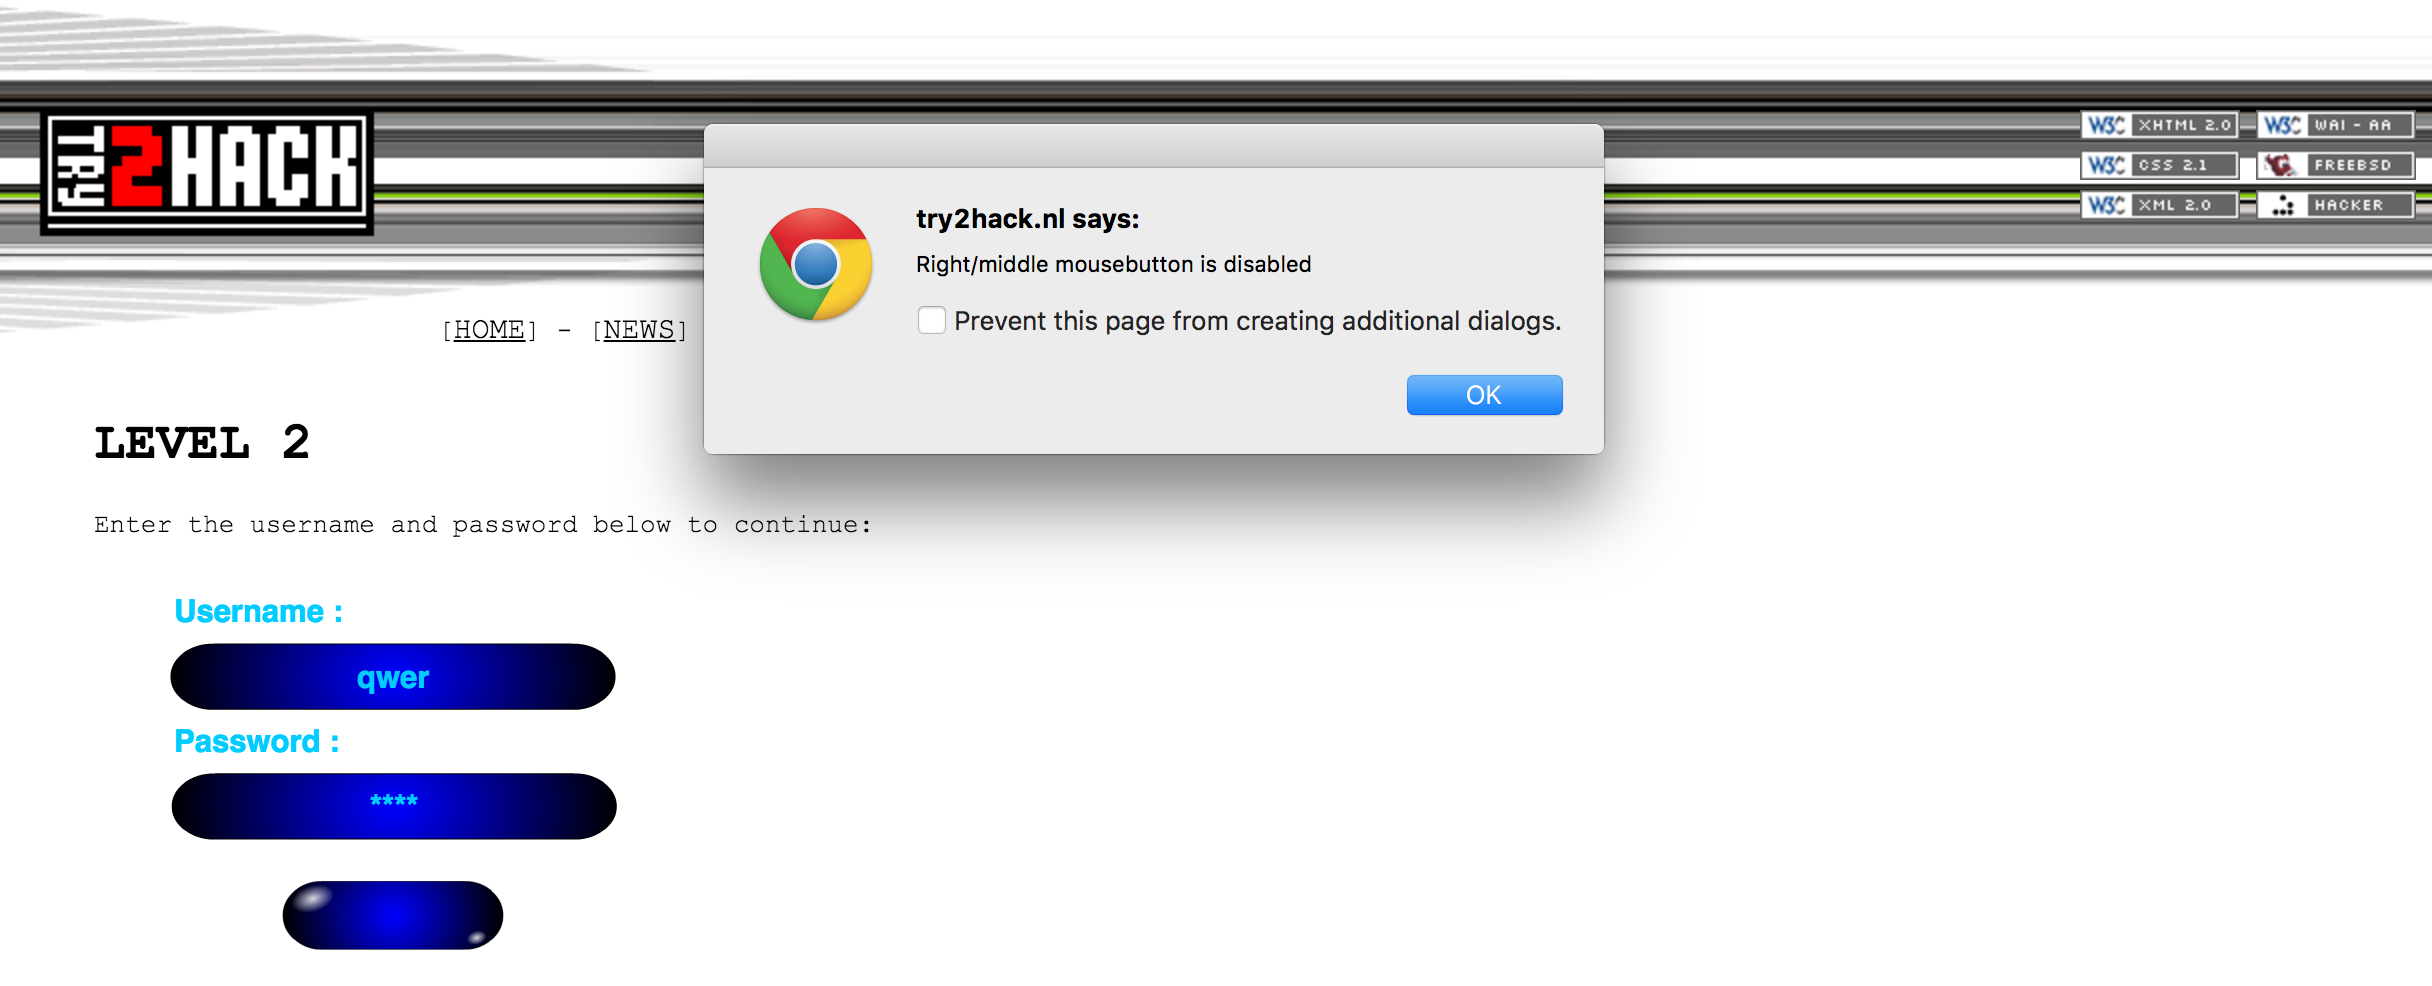 TRY 2HACK
W3C XHTML 2.0
W3C WAI - AA
W3C CSS 2.1
FREEBSD
W3C XML 2.0
HACKER
try2hack.nl says:
Right/middle mousebutton is disabled
Prevent this page from creating additional dialogs.
OK
[HOME] - [NEWS]
LEVEL 2
Enter the username and password below to continue:
Username :
qwer
Password :
****